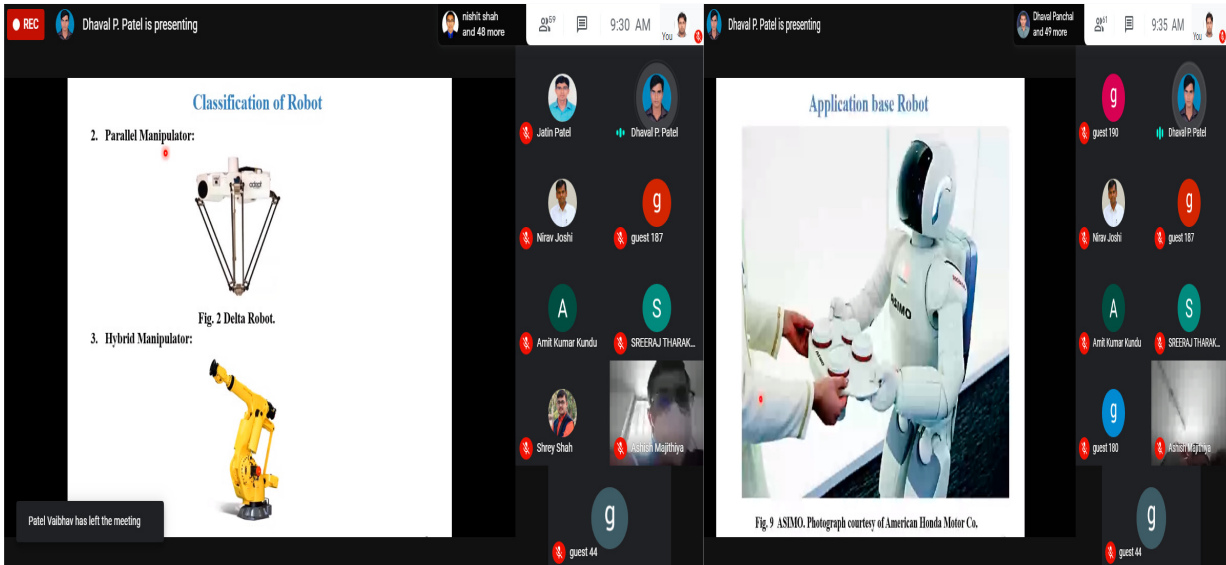 REC
Dhaval P. Patel is presenting
nishit shah
and 48 more
59
9:30 AM
You
Classification of Robot
2. Parallel Manipulator:
adept
Fig. 2 Delta Robot.
3. Hybrid Manipulator:
Patel Vaibhav has left the meeting
Jatin Patel
Dhaval P. Patel
Nirav Joshi
g
guest 187
A
Amit Kumar Kundu
S
SREERAJ THARAK...
Shrey Shah
Ashish Majithiya
g
guest 44
Dhaval P. Patel is presenting
Dhaval Panchal
and 49 more
61
9:35 AM
You
Application base Robot
ASIMO
Fig. 9 ASIMO. Photograph courtesy of American Honda Motor Co.
g
guest 190
Dhaval P. Patel
Nirav Joshi
g
guest 187
A
Amit Kumar Kundu
S
SREERAJ THARAK...
g
guest 180
Ashish Majithiya
g
guest 44